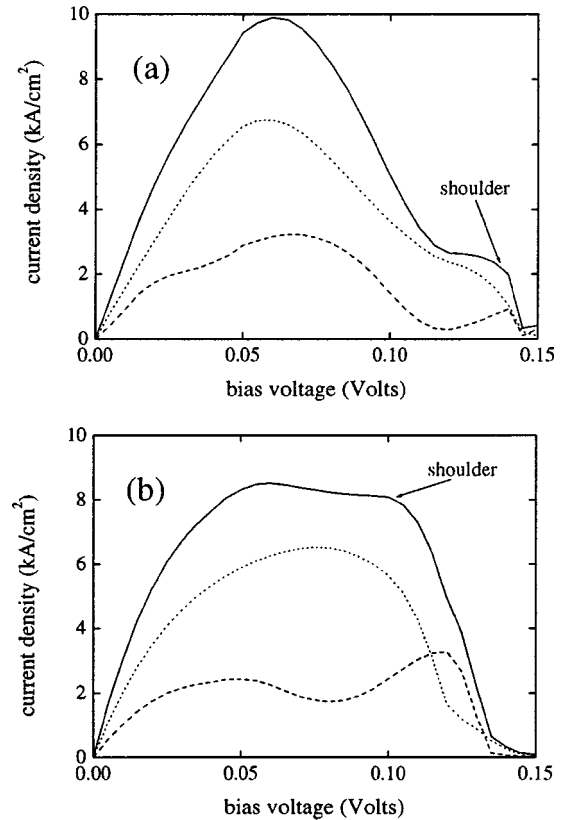 (a)
current density (kA/cm²)
10
8
6
4
2
0
shoulder
0.00 0.05 0.10 0.15
bias voltage (Volts)
(b)
current density (kA/cm²)
10
8
6
4
2
0
shoulder
0.00 0.05 0.10 0.15
bias voltage (Volts)